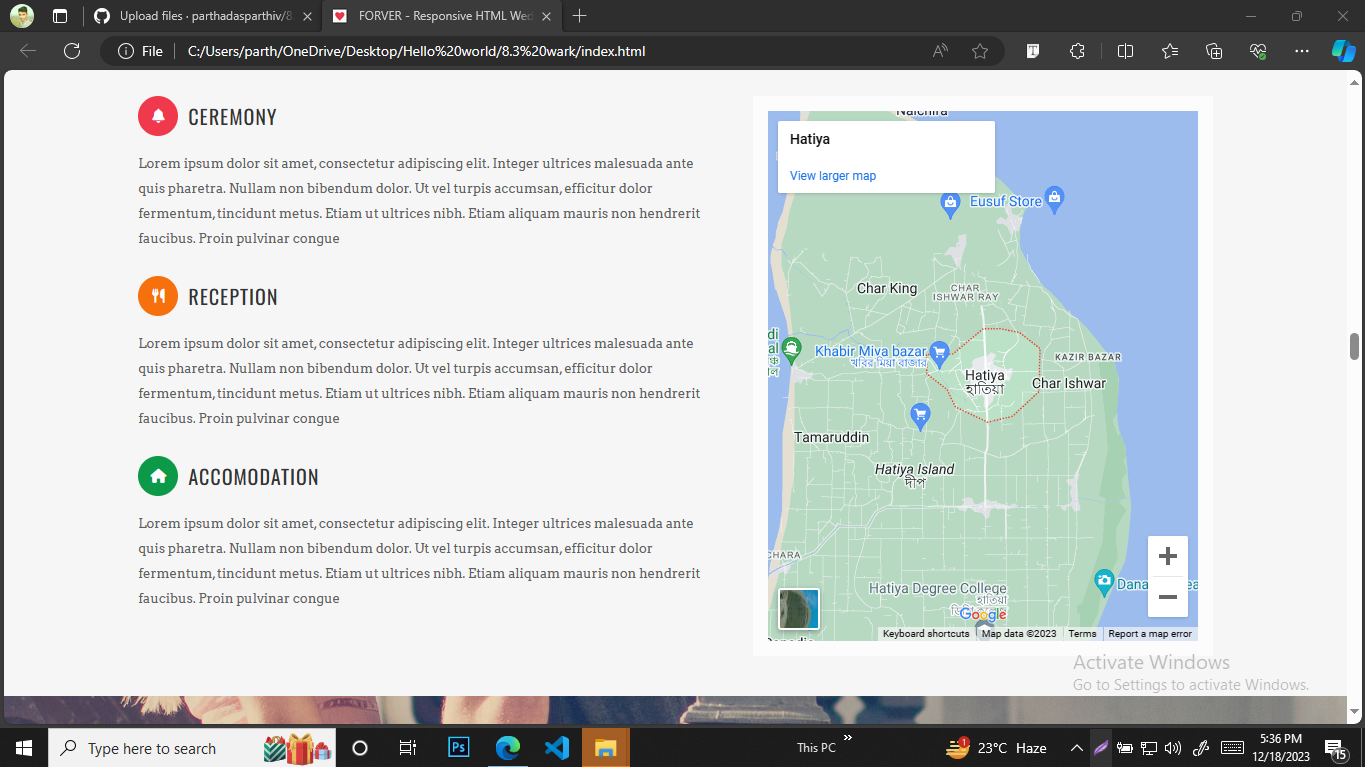 Upload files · parthadasparthiv/8.
FORVER - Responsive HTML Wed
File
C:/Users/parth/OneDrive/Desktop/Hello%20world/8.3%20wark/index.html
CEREMONY
Lorem ipsum dolor sit amet, consectetur adipiscing elit. Integer ultrices malesuada ante
quis pharetra. Nullam non bibendum dolor. Ut vel turpis accumsan, efficitur dolor
fermentum, tincidunt metus. Etiam ut ultrices nibh. Etiam aliquam mauris non hendrerit
faucibus. Proin pulvinar congue
RECEPTION
Lorem ipsum dolor sit amet, consectetur adipiscing elit. Integer ultrices malesuada ante
quis pharetra. Nullam non bibendum dolor. Ut vel turpis accumsan, efficitur dolor
fermentum, tincidunt metus. Etiam ut ultrices nibh. Etiam aliquam mauris non hendrerit
faucibus. Proin pulvinar congue
ACCOMODATION
Lorem ipsum dolor sit amet, consectetur adipiscing elit. Integer ultrices malesuada ante
quis pharetra. Nullam non bibendum dolor. Ut vel turpis accumsan, efficitur dolor
fermentum, tincidunt metus. Etiam ut ultrices nibh. Etiam aliquam mauris non hendrerit
faucibus. Proin pulvinar congue
Nalchira
Hatiya
View larger map
Eusuf Store
Char King
CHAR
ISHWAR RAY
Khabir Miva bazar
খবির মিয়া বাজার
KAZIR BAZAR
Hatiya
হাতিয়া
Char Ishwar
Tamaruddin
Hatiya Island
দীপ
CHARA
Hatiya Degree College
হাতিয়া
Dana
ea
Google
Keyboard shortcuts
Map data ©2023
Terms
Report a map error
Activate Windows
Go to Settings to activate Windows.
Type here to search
Ps
This PC
1
23°C Haze
5:36 PM
12/18/2023
15